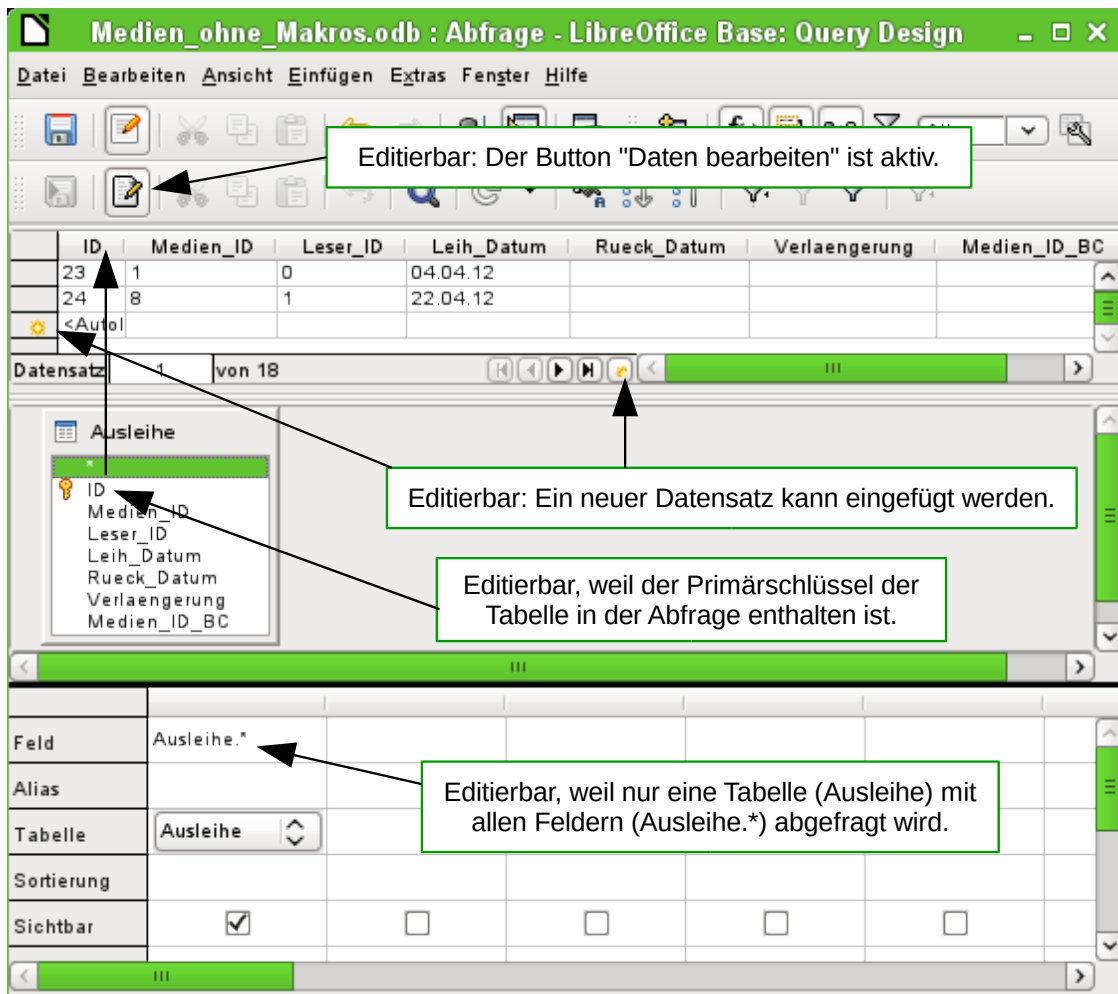 Medien_ohne_Makros.odb : Abfrage - LibreOffice Base: Query Design
Datei Bearbeiten Ansicht Einfügen Extras Fenster Hilfe
Editierbar: Der Button "Daten bearbeiten" ist aktiv.
ID Medien_ID Leser_ID Leih_Datum Rueck_Datum Verlaengerung Medien_ID_BC
23 1 0 04.04.12
24 8 1 22.04.12
Datensatz 1 von 18
Ausleihe
*
ID
Medien_ID
Leser_ID
Leih_Datum
Rueck_Datum
Verlaengerung
Medien_ID_BC
Editierbar: Ein neuer Datensatz kann eingefügt werden.
Editierbar, weil der Primärschlüssel der
Tabelle in der Abfrage enthalten ist.
Feld Ausleihe.*
Alias
Editierbar, weil nur eine Tabelle (Ausleihe) mit
allen Feldern (Ausleihe.*) abgefragt wird.
Tabelle Ausleihe
Sortierung
Sichtbar